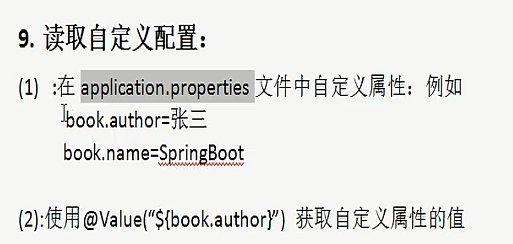 9. 读取自定义配置：
(1) :在 application.properties 文件中自定义属性：例如
book.author=张三
book.name=SpringBoot
(2):使用@Value(“${book.author}”) 获取自定义属性的值